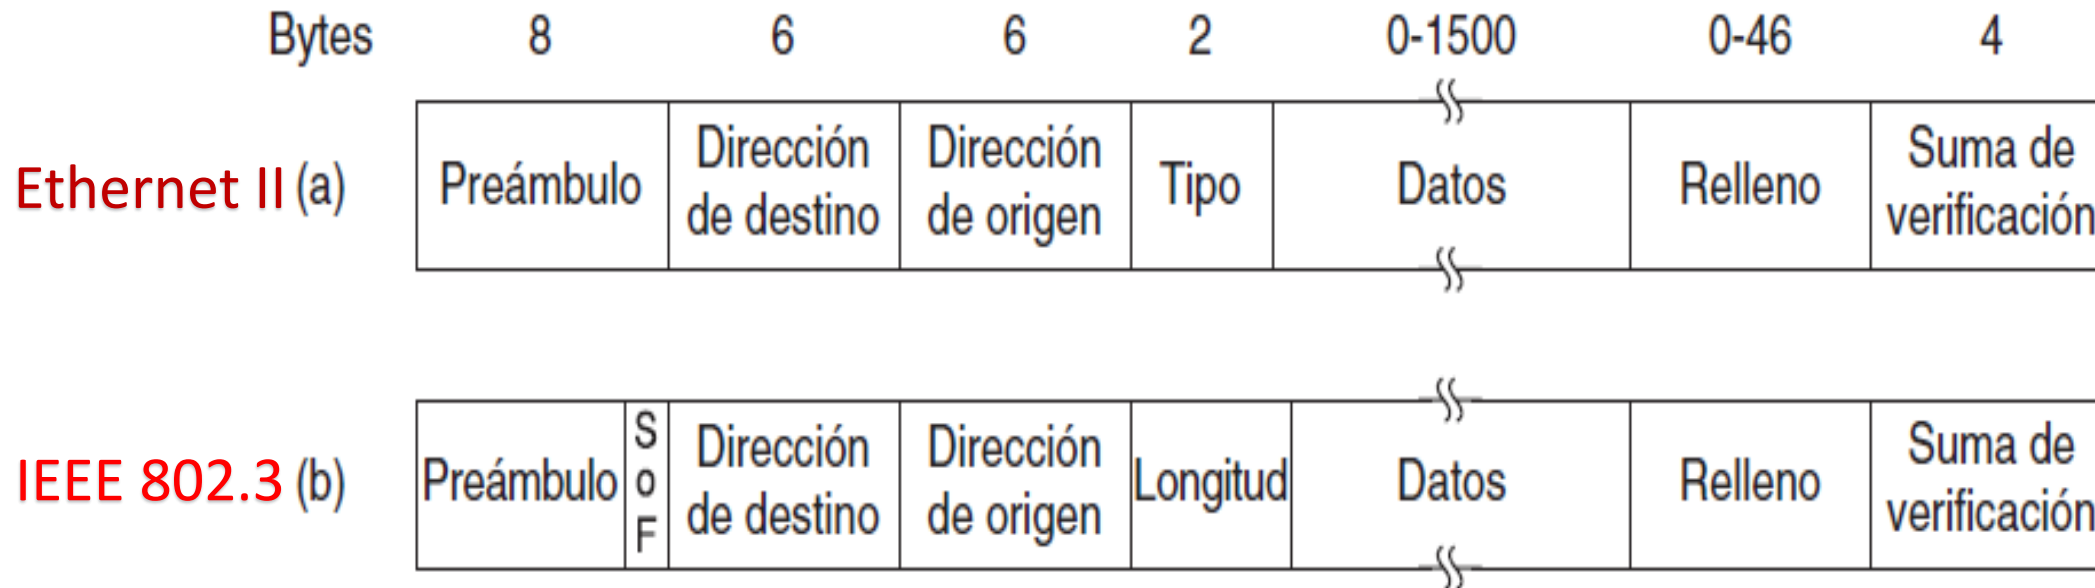 Bytes 8 6 6 2 0-1500 0-46 4
Ethernet II (a) Preámbulo Dirección de destino Dirección de origen Tipo Datos Relleno Suma de verificación
IEEE 802.3 (b) Preámbulo SoF Dirección de destino Dirección de origen Longitud Datos Relleno Suma de verificación